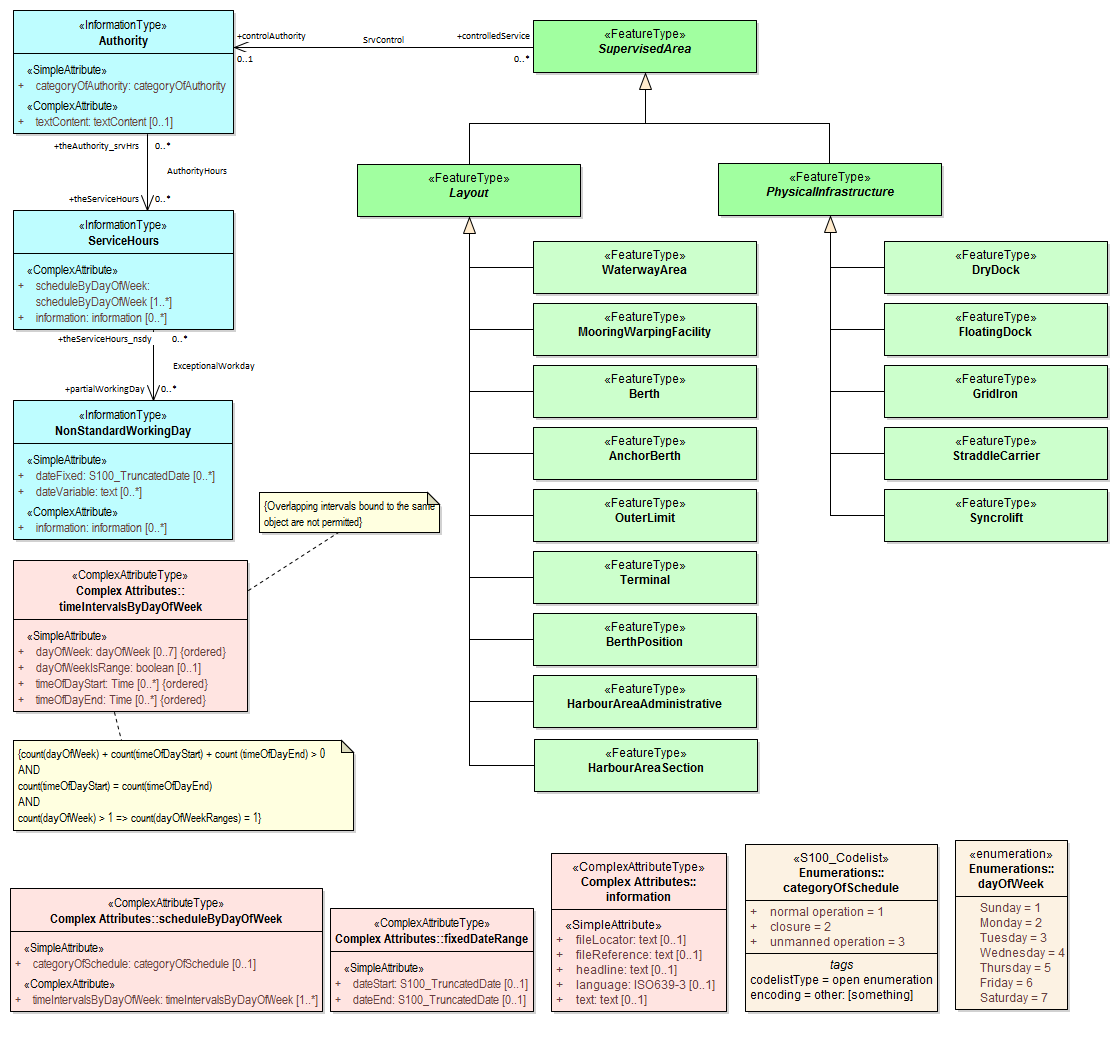 «InformationType»
Authority
«SimpleAttribute»
+ categoryOfAuthority: categoryOfAuthority
«ComplexAttribute»
+ textContent: textContent [0..1]
+controlAuthority
SrvControl
+controlledService
0..1
0..*
«FeatureType»
SupervisedArea
+theAuthority_srvHrs
0..*
AuthorityHours
+theServiceHours
0..*
«InformationType»
ServiceHours
«ComplexAttribute»
+ scheduleByDayOfWeek:
scheduleByDayOfWeek [1..*]
+ information: information [0..*]
+theServiceHours_nsdy
0..*
ExceptionalWorkday
+partialWorkingDay
0..*
«InformationType»
NonStandardWorkingDay
«SimpleAttribute»
+ dateFixed: S100_TruncatedDate [0..*]
+ dateVariable: text [0..*]
«ComplexAttribute»
+ information: information [0..*]
«FeatureType»
Layout
«FeatureType»
PhysicalInfrastructure
«FeatureType»
WaterwayArea
«FeatureType»
MooringWarpingFacility
«FeatureType»
Berth
«FeatureType»
AnchorBerth
«FeatureType»
OuterLimit
«FeatureType»
Terminal
«FeatureType»
BerthPosition
«FeatureType»
HarbourAreaAdministrative
«FeatureType»
HarbourAreaSection
«FeatureType»
DryDock
«FeatureType»
FloatingDock
«FeatureType»
GridIron
«FeatureType»
StraddleCarrier
«FeatureType»
Syncrolift
{Overlapping intervals bound to the same
object are not permitted}
«ComplexAttributeType»
Complex Attributes::
timeIntervalsByDayOfWeek
«SimpleAttribute»
+ dayOfWeek: dayOfWeek [0..7] {ordered}
+ dayOfWeekIsRange: boolean [0..1]
+ timeOfDayStart: Time [0..*] {ordered}
+ timeOfDayEnd: Time [0..*] {ordered}
{count(dayOfWeek) + count(timeOfDayStart) + count (timeOfDayEnd) > 0
AND
count(timeOfDayStart) = count(timeOfDayEnd)
AND
count(dayOfWeek) > 1 => count(dayOfWeekRanges) = 1}
«ComplexAttributeType»
Complex Attributes::scheduleByDayOfWeek
«SimpleAttribute»
+ categoryOfSchedule: categoryOfSchedule [0..1]
«ComplexAttribute»
+ timeIntervalsByDayOfWeek: timeIntervalsByDayOfWeek [1..*]
«ComplexAttributeType»
Complex Attributes::fixedDateRange
«SimpleAttribute»
+ dateStart: S100_TruncatedDate [0..1]
+ dateEnd: S100_TruncatedDate [0..1]
«ComplexAttributeType»
Complex Attributes::
information
«SimpleAttribute»
+ fileLocator: text [0..1]
+ fileReference: text [0..1]
+ headline: text [0..1]
+ language: ISO639-3 [0..1]
+ text: text [0..1]
«S100_Codelist»
Enumerations::
categoryOfSchedule
+ normal operation = 1
+ closure = 2
+ unmanned operation = 3
tags
codelistType = open enumeration
encoding = other: [something]
«enumeration»
Enumerations::
dayOfWeek
Sunday = 1
Monday = 2
Tuesday = 3
Wednesday = 4
Thursday = 5
Friday = 6
Saturday = 7